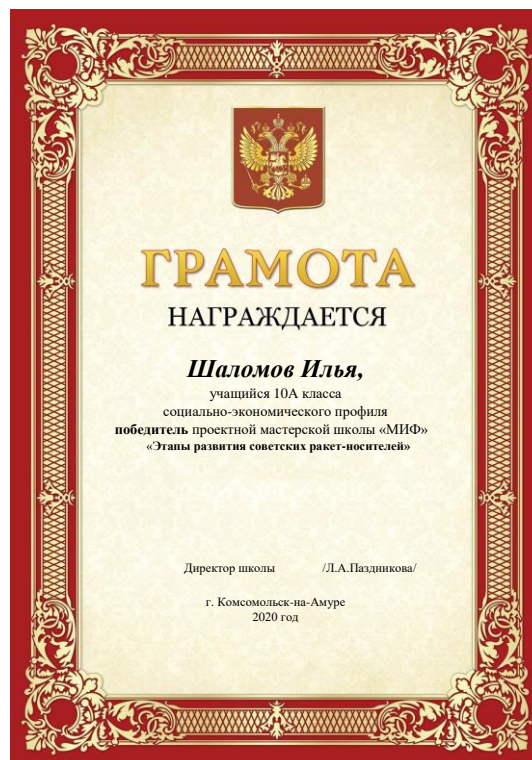 ГРАМОТА
НАГРАЖДАЕТСЯ
Шаломов Илья,
учащийся 10А класса
социально-экономического профиля
победитель проектной мастерской школы «МИФ»
«Этапы развития советских ракет-носителей»
Директор школы /Л.А.Паздникова/
г. Комсомольск-на-Амуре
2020 год